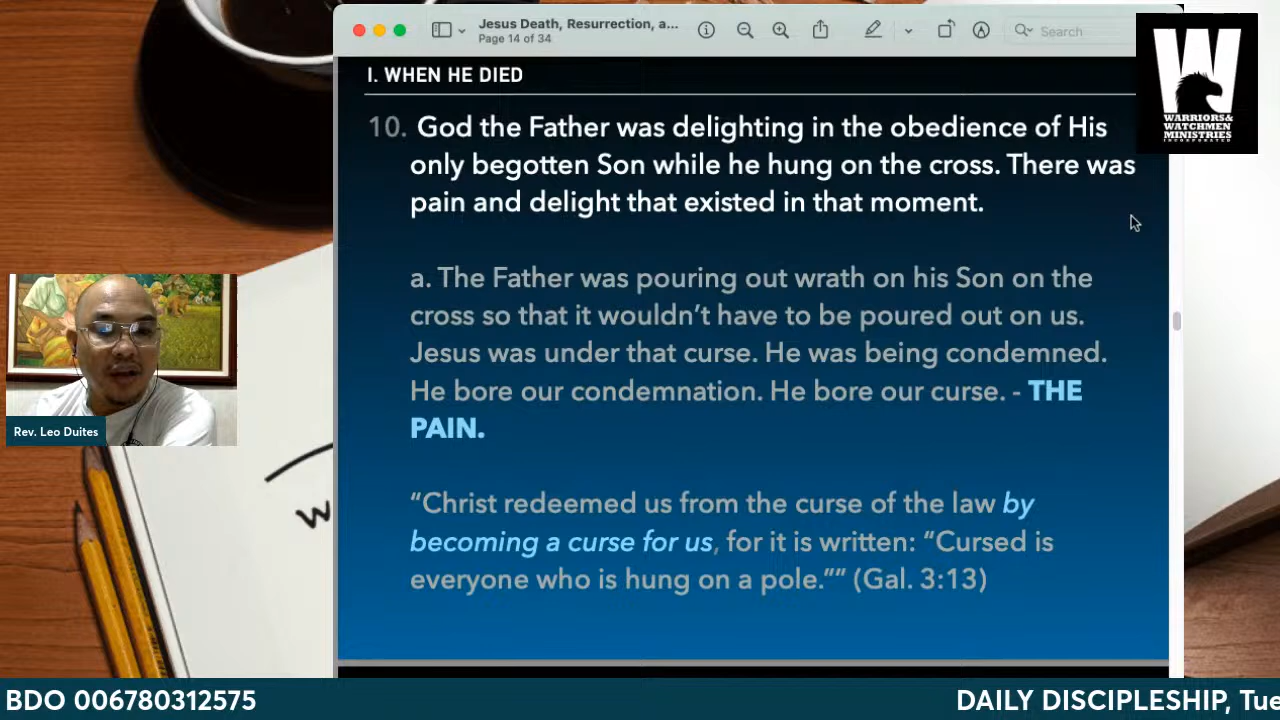 Jesus Death, Resurrection, a...
Page 14 of 34
Search
W
WARRIORS&
WATCHMEN
MINISTRIES
INCORPORATED
I. WHEN HE DIED
10. God the Father was delighting in the obedience of His
only begotten Son while he hung on the cross. There was
pain and delight that existed in that moment.
a. The Father was pouring out wrath on his Son on the
cross so that it wouldn’t have to be poured out on us.
Jesus was under that curse. He was being condemned.
He bore our condemnation. He bore our curse. - THE
PAIN.
“Christ redeemed us from the curse of the law by
becoming a curse for us, for it is written: “Cursed is
everyone who is hung on a pole.”” (Gal. 3:13)
Rev. Leo Duites
W
BDO 006780312575
DAILY DISCIPLESHIP, Tue